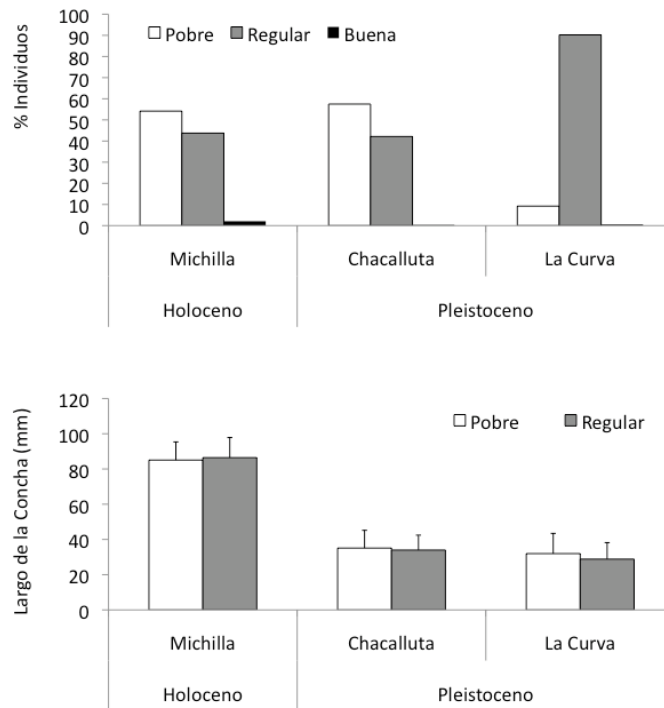 100
90
80
70
60
50
40
30
20
10
0
% Individuos
Pobre Regular Buena
Michilla Chacalluta La Curva
Holoceno Pleistoceno
120
100
80
60
40
20
0
Largo de la Concha (mm)
Pobre Regular
Michilla Chacalluta La Curva
Holoceno Pleistoceno